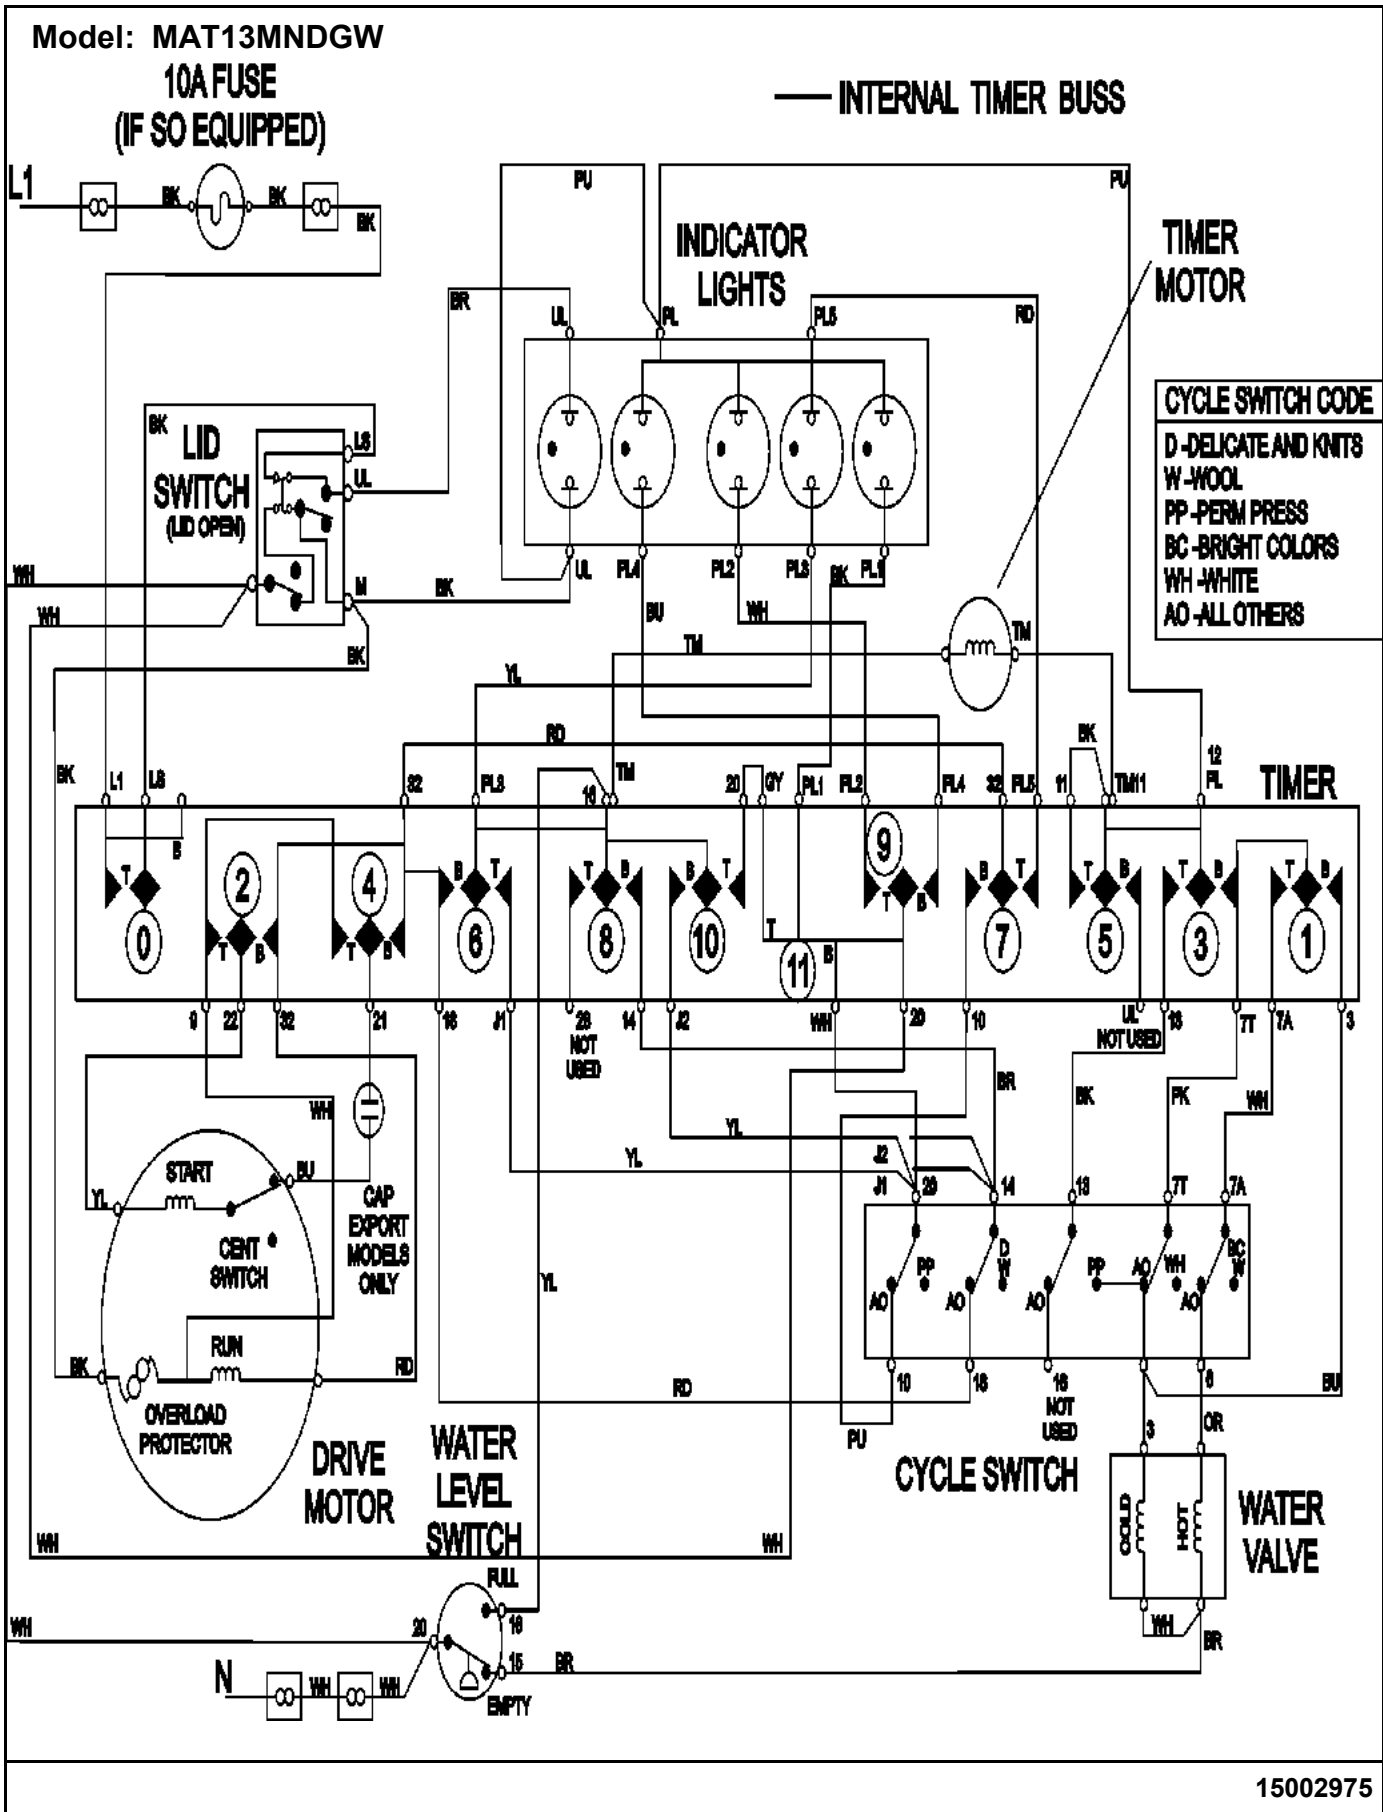 Model: MAT13MNDGW
10A FUSE
(IF SO EQUIPPED)
INTERNAL TIMER BUSS
L1
BK
BK
BK
PU
PU
INDICATOR
LIGHTS
TIMER
MOTOR
BR
UL
PL
PL5
RD
CYCLE SWITCH CODE
D -DELICATE AND KNITS
W -WOOL
PP -PERM PRESS
BC -BRIGHT COLORS
WH -WHITE
AO -ALL OTHERS
BK
LID
SWITCH
(LID OPEN)
LS
UL
WH
M
BK
WH
BK
UL
PL4
PL2
PL3
BK
PL1
BU
WH
TM
TM
YL
RD
BK
12
PL
BK
L1
LS
32
PL3
16
TM
20
GY
PL1
PL2
PL4
32
PL5
11
TM11
TIMER
B
T
0
2
T
B
4
T
B
B
T
6
T
B
8
B
T
10
T
11
B
9
T
B
B
T
7
T
B
5
T
B
3
T
B
1
9
22
32
21
18
J1
28
NOT
USED
14
J2
WH
20
10
UL
NOT USED
13
7T
7A
3
WH
BR
BK
PK
WH
YL
YL
START
YL
BU
CENT
SWITCH
CAP
EXPORT
MODELS
ONLY
YL
J2
J1
14
13
7T
7A
PP
D
W
PP
AO
WH
BC
W
AO
AO
AO
AO
RUN
BK
RD
OVERLOAD
PROTECTOR
RD
10
18
16
NOT
USED
6
BU
PU
3
OR
DRIVE
MOTOR
WATER
LEVEL
SWITCH
CYCLE SWITCH
COLD
HOT
WATER
VALVE
WH
WH
FULL
16
WH
20
15
BR
WH
BR
N
WH
WH
EMPTY
15002975